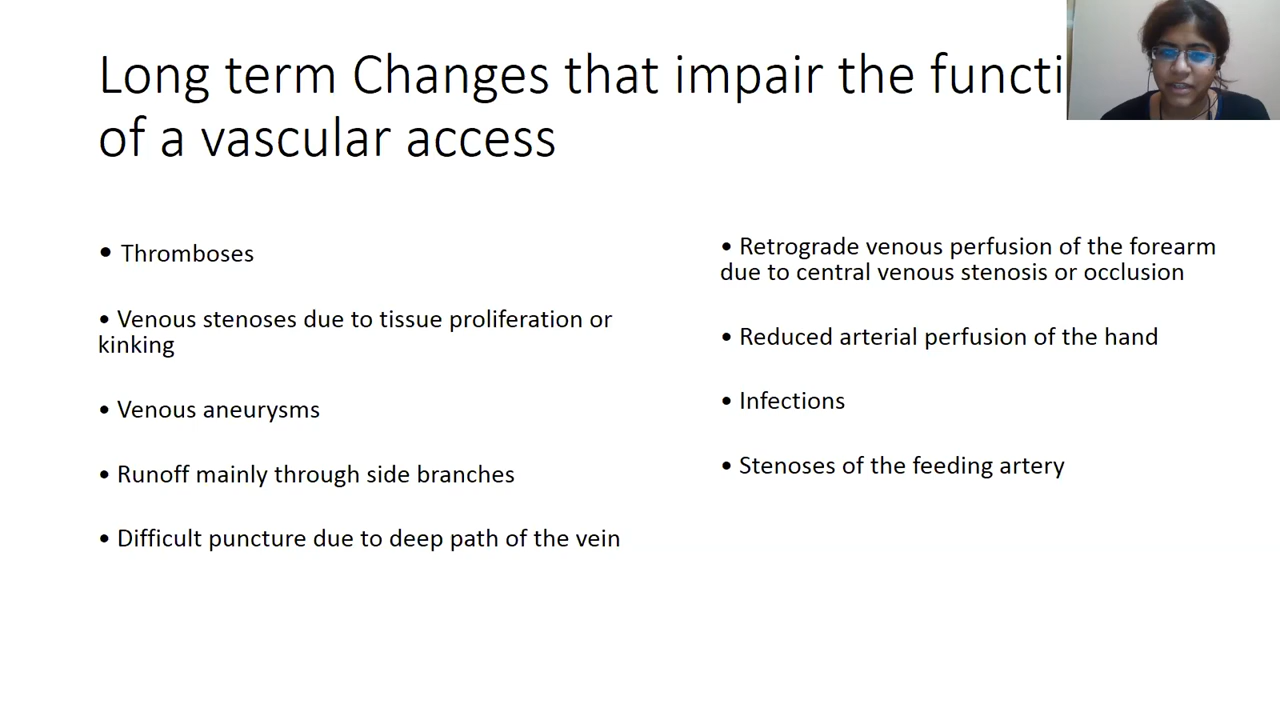 Long term Changes that impair the functi
of a vascular access
• Thromboses
• Venous stenoses due to tissue proliferation or
kinking
• Venous aneurysms
• Runoff mainly through side branches
• Difficult puncture due to deep path of the vein
• Retrograde venous perfusion of the forearm
due to central venous stenosis or occlusion
• Reduced arterial perfusion of the hand
• Infections
• Stenoses of the feeding artery